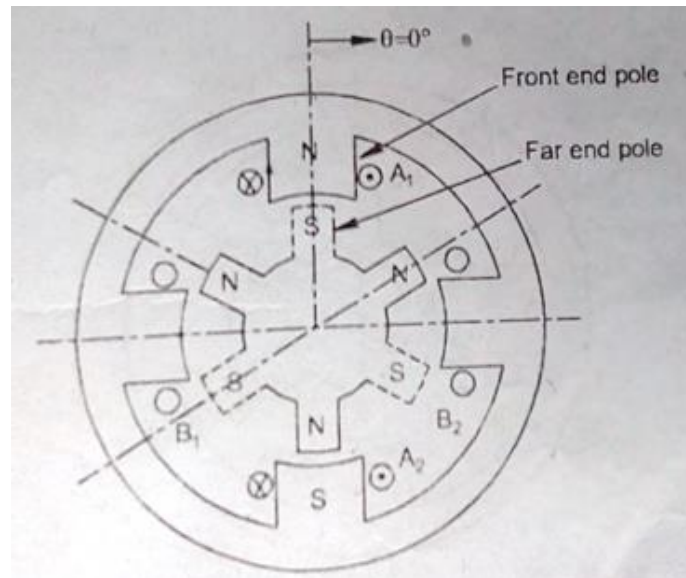 θ=0°
Front end pole
N
A₁
Far end pole
S
N
N
S
S
B₁
N
B₂
A₂
S